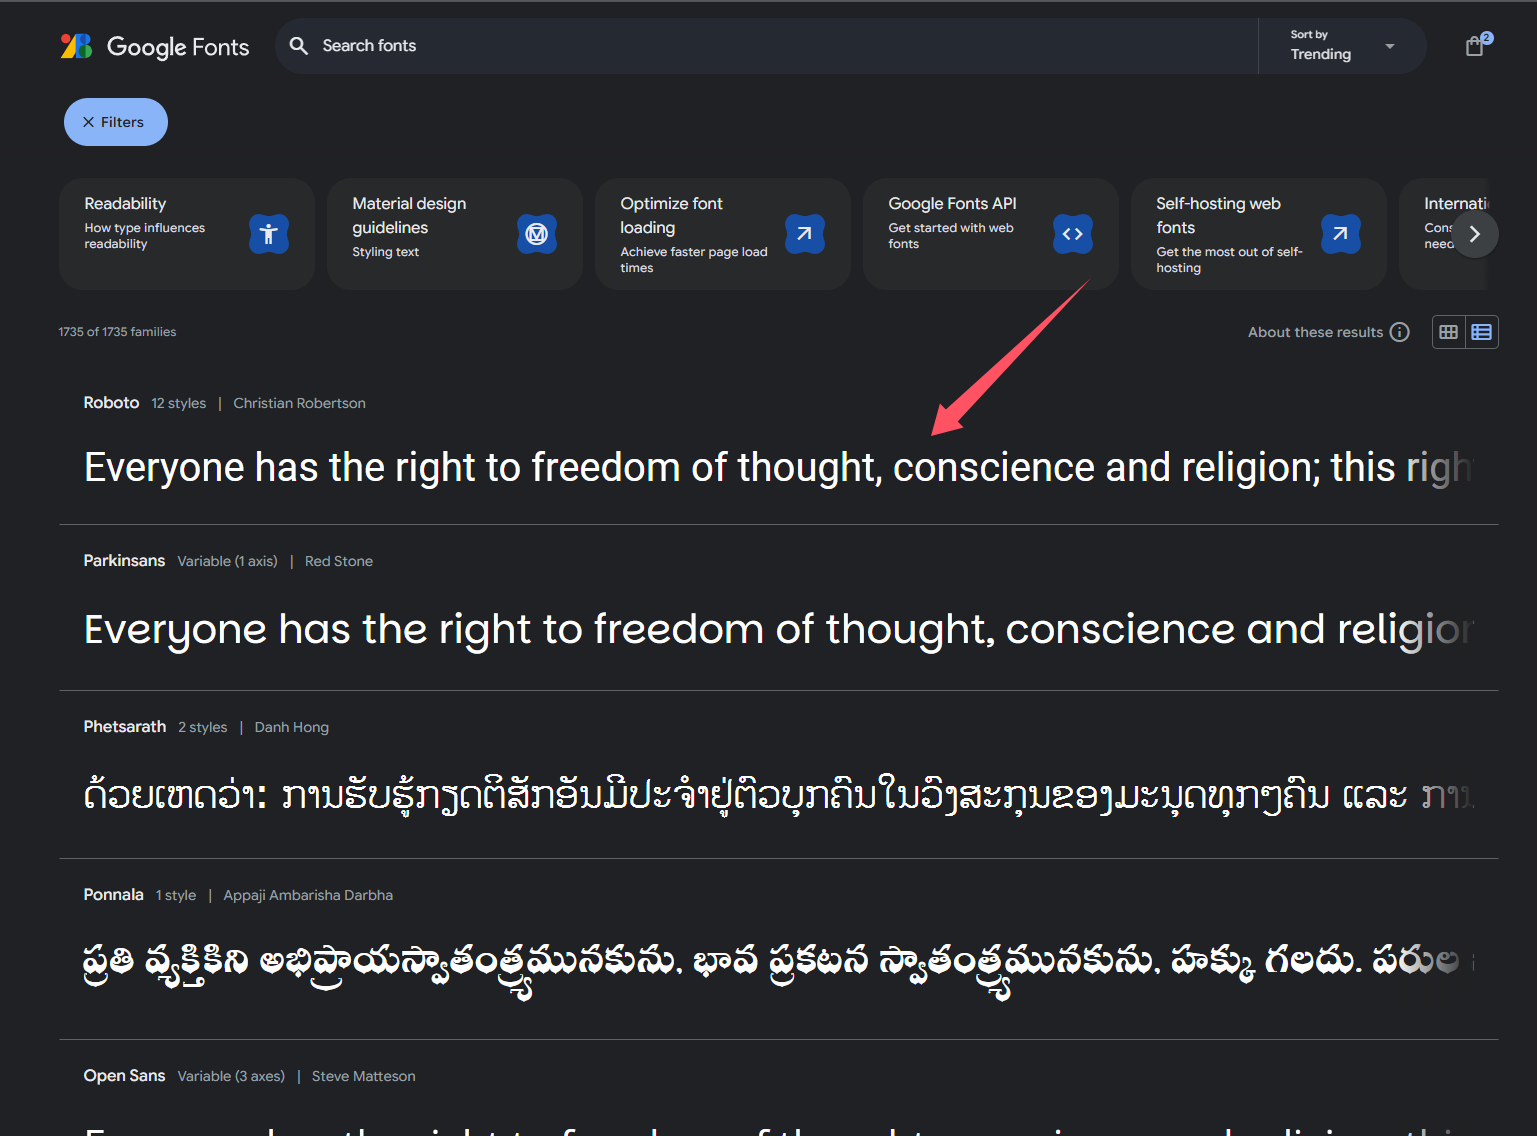 Google Fonts
Search fonts
Sort by
Trending
2
Filters
Readability
How type influences
readability
Material design
guidelines
Styling text
Optimize font
loading
Achieve faster page load
times
Google Fonts API
Get started with web
fonts
Self-hosting web
fonts
Get the most out of self-
hosting
Internati
Cons
need
1735 of 1735 families
About these results
Roboto 12 styles | Christian Robertson
Everyone has the right to freedom of thought, conscience and religion; this righ
Parkinsans Variable (1 axis) | Red Stone
Everyone has the right to freedom of thought, conscience and religion
Phetsarath 2 styles | Danh Hong
ດ້ວຍເຫດວ່າ: ການຮັບຮູ້ກຽດຕິສັກອັນມີປະຈຳຢູ່ຕົວບຸກຄົນໃນວົງສະກຸນຂອງມະນຸດທຸກໆຄົນ ແລະ ການ
Ponnala 1 style | Appaji Ambarisha Darbha
ప్రతి వ్యక్తికిని అభిప్రాయస్వాతంత్ర్యమునకును, భావ ప్రకటన స్వాతంత్ర్యమునకును, హక్కు గలదు. పరుల
Open Sans Variable (3 axes) | Steve Matteson